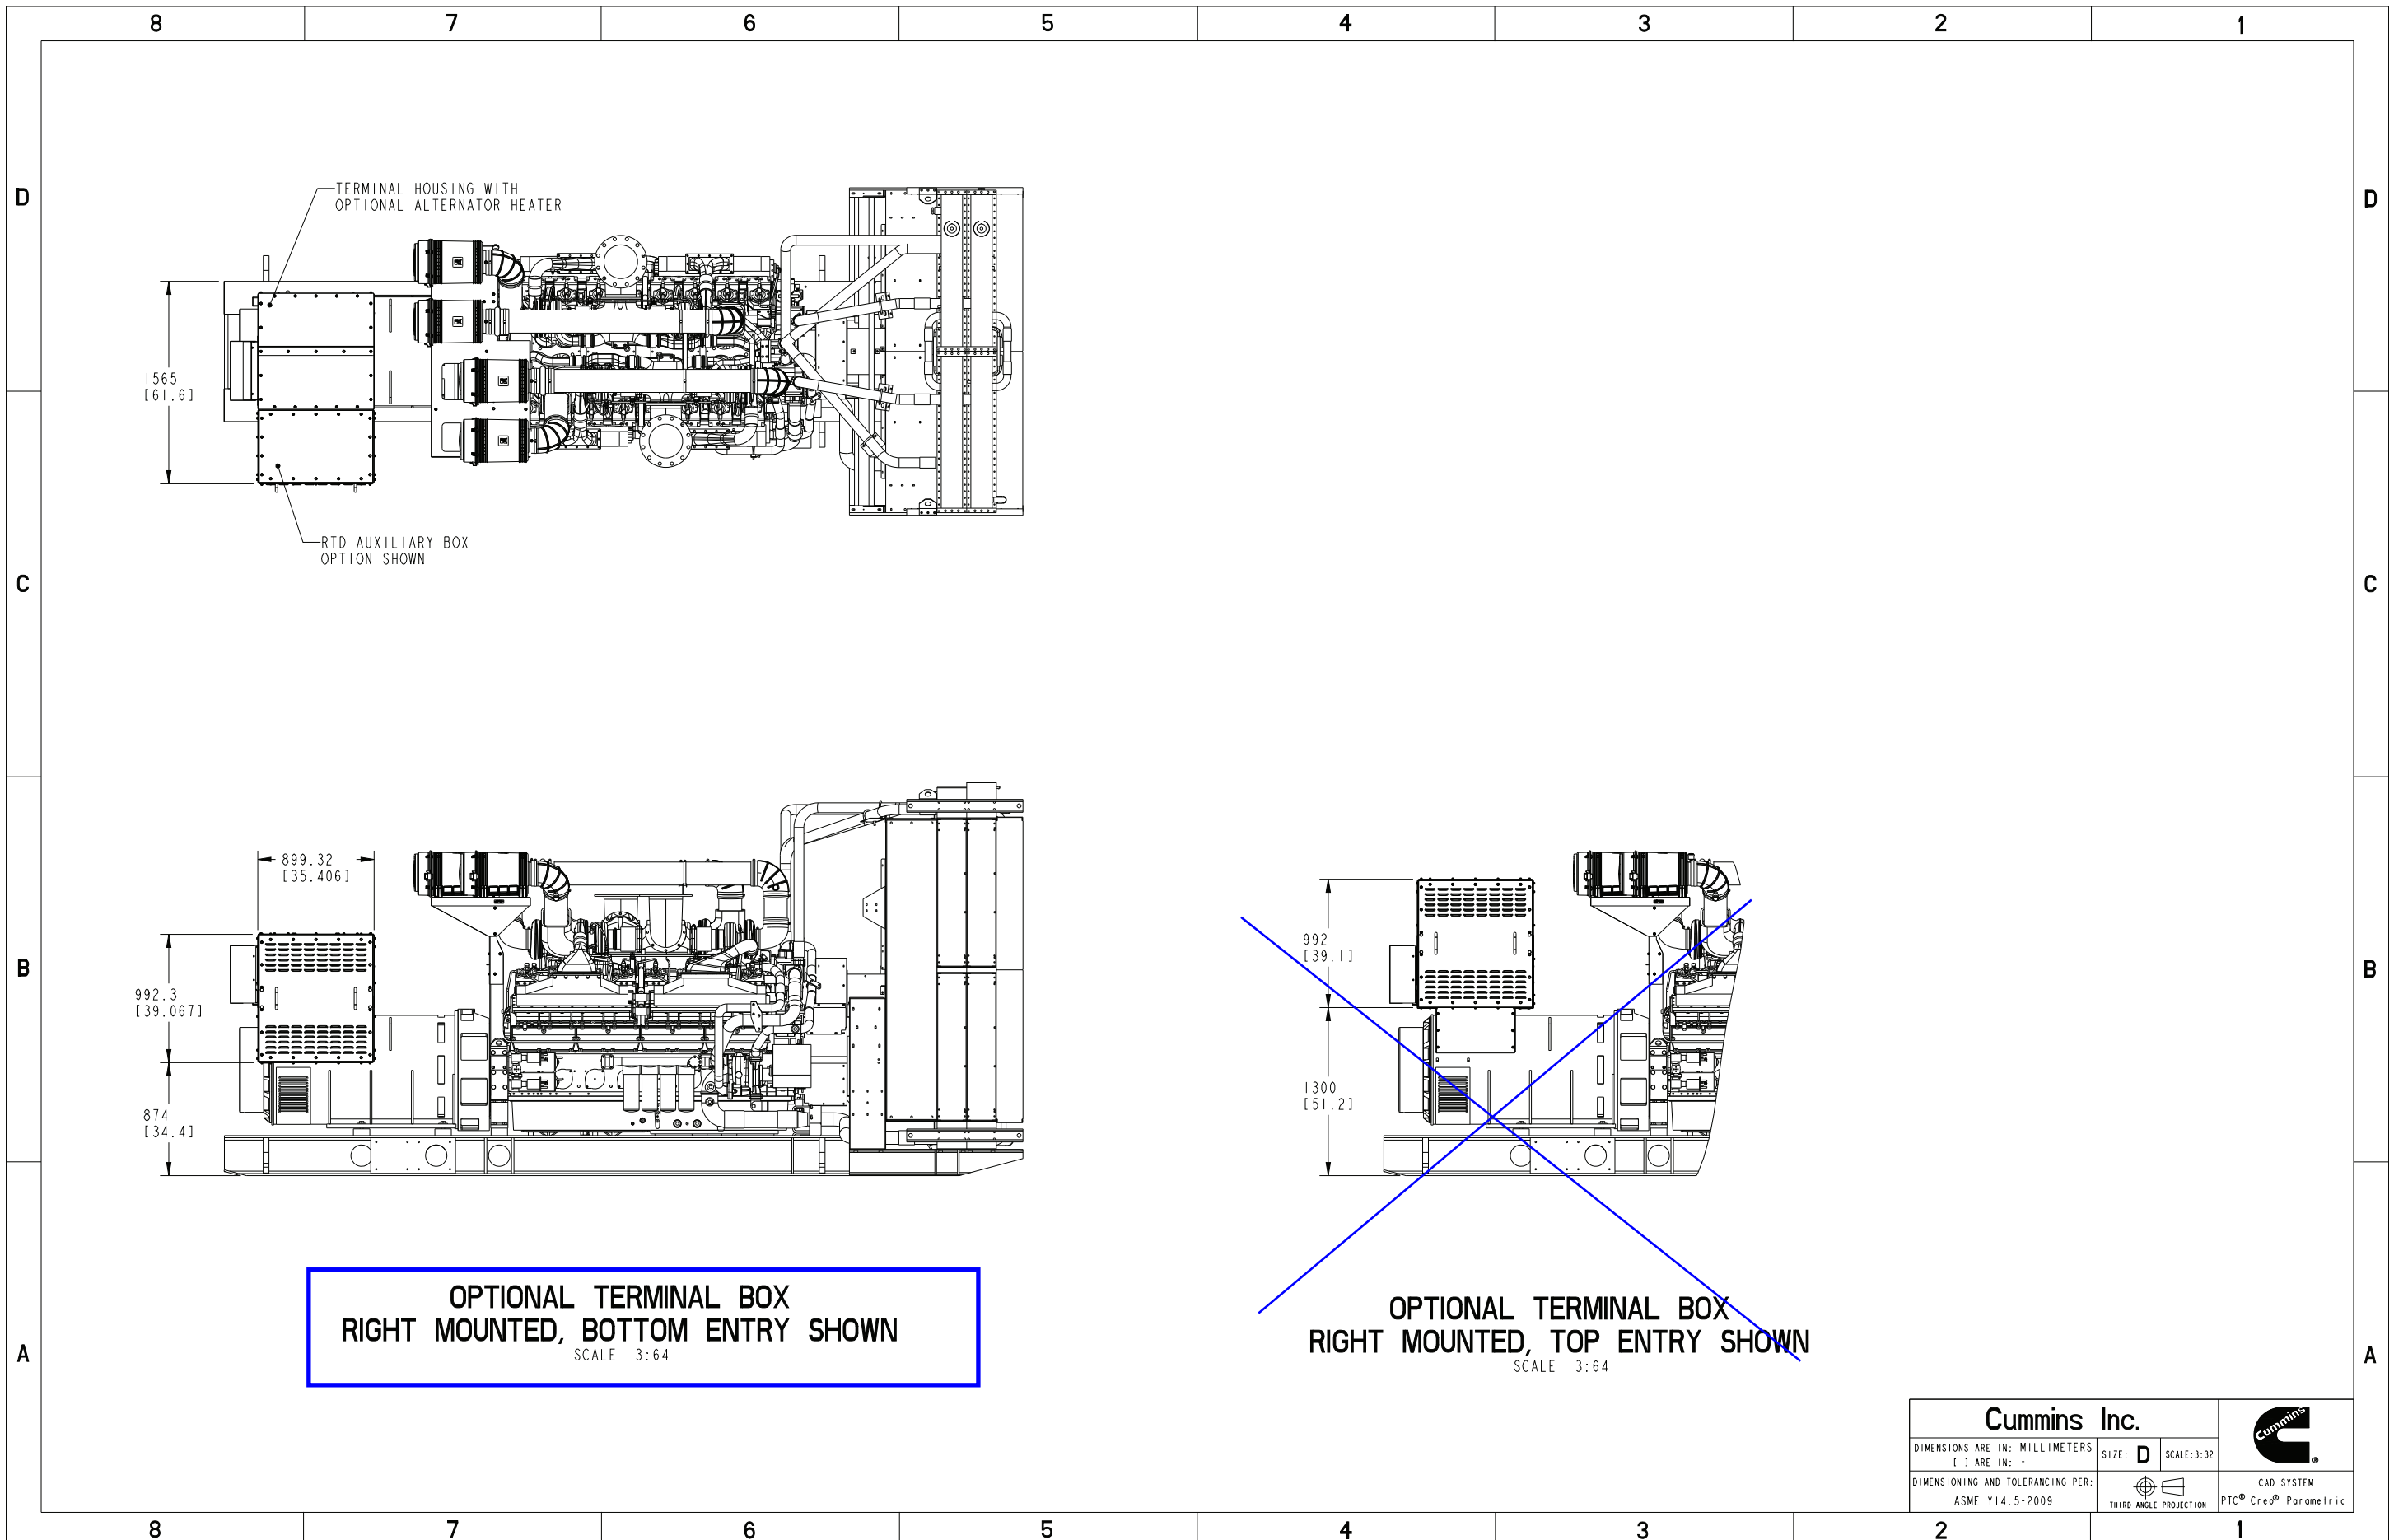 8 7 6 5 4 3 2 1
D D
TERMINAL HOUSING WITH
OPTIONAL ALTERNATOR HEATER
1565
[61.6]
RTD AUXILIARY BOX
OPTION SHOWN
C C
899.32
[35.406]
992
[39.1]
B B
992.3
[39.067]
1300
[51.2]
874
[34.4]
OPTIONAL TERMINAL BOX
RIGHT MOUNTED, BOTTOM ENTRY SHOWN
SCALE 3:64
OPTIONAL TERMINAL BOX
RIGHT MOUNTED, TOP ENTRY SHOWN
SCALE 3:64
A A
Cummins Inc.
Cummins
®
DIMENSIONS ARE IN: MILLIMETERS
[ ] ARE IN: -
SIZE: D
SCALE:3:32
DIMENSIONING AND TOLERANCING PER:
ASME Y14.5-2009
THIRD ANGLE PROJECTION
CAD SYSTEM
PTC® Creo® Parametric
8 7 6 5 4 3 2 1